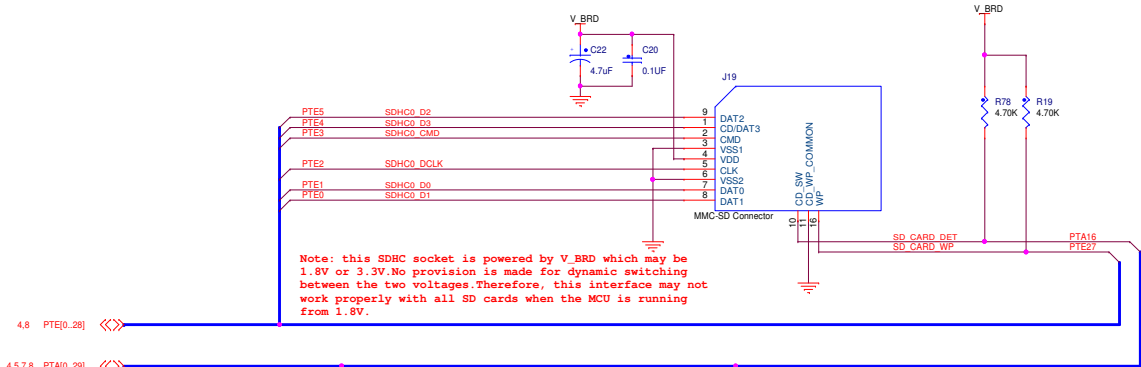 V_BRD
V_BRD
C22
C20
4.7uF
0.1UF
J19
R78
R19
4.70K
4.70K
PTE5 SDHC0_D2 9 DAT2
PTE4 SDHC0_D3 1 CD/DAT3
PTE3 SDHC0_CMD 2 CMD
3 VSS1
4 VDD
PTE2 SDHC0_DCLK 5 CLK
6 VSS2
PTE1 SDHC0_D0 7 DAT0
PTE0 SDHC0_D1 8 DAT1
CD_SW
CD_WP_COMMON
WP
MMC-SD Connector
10
11
16
SD_CARD_DET PTA16
SD_CARD_WP PTE27
Note: this SDHC socket is powered by V_BRD which may be
1.8V or 3.3V.No provision is made for dynamic switching
between the two voltages.Therefore, this interface may not
work properly with all SD cards when the MCU is running
from 1.8V.
4,8 PTE[0..28]
4,5,7,8 PTA[0..29]